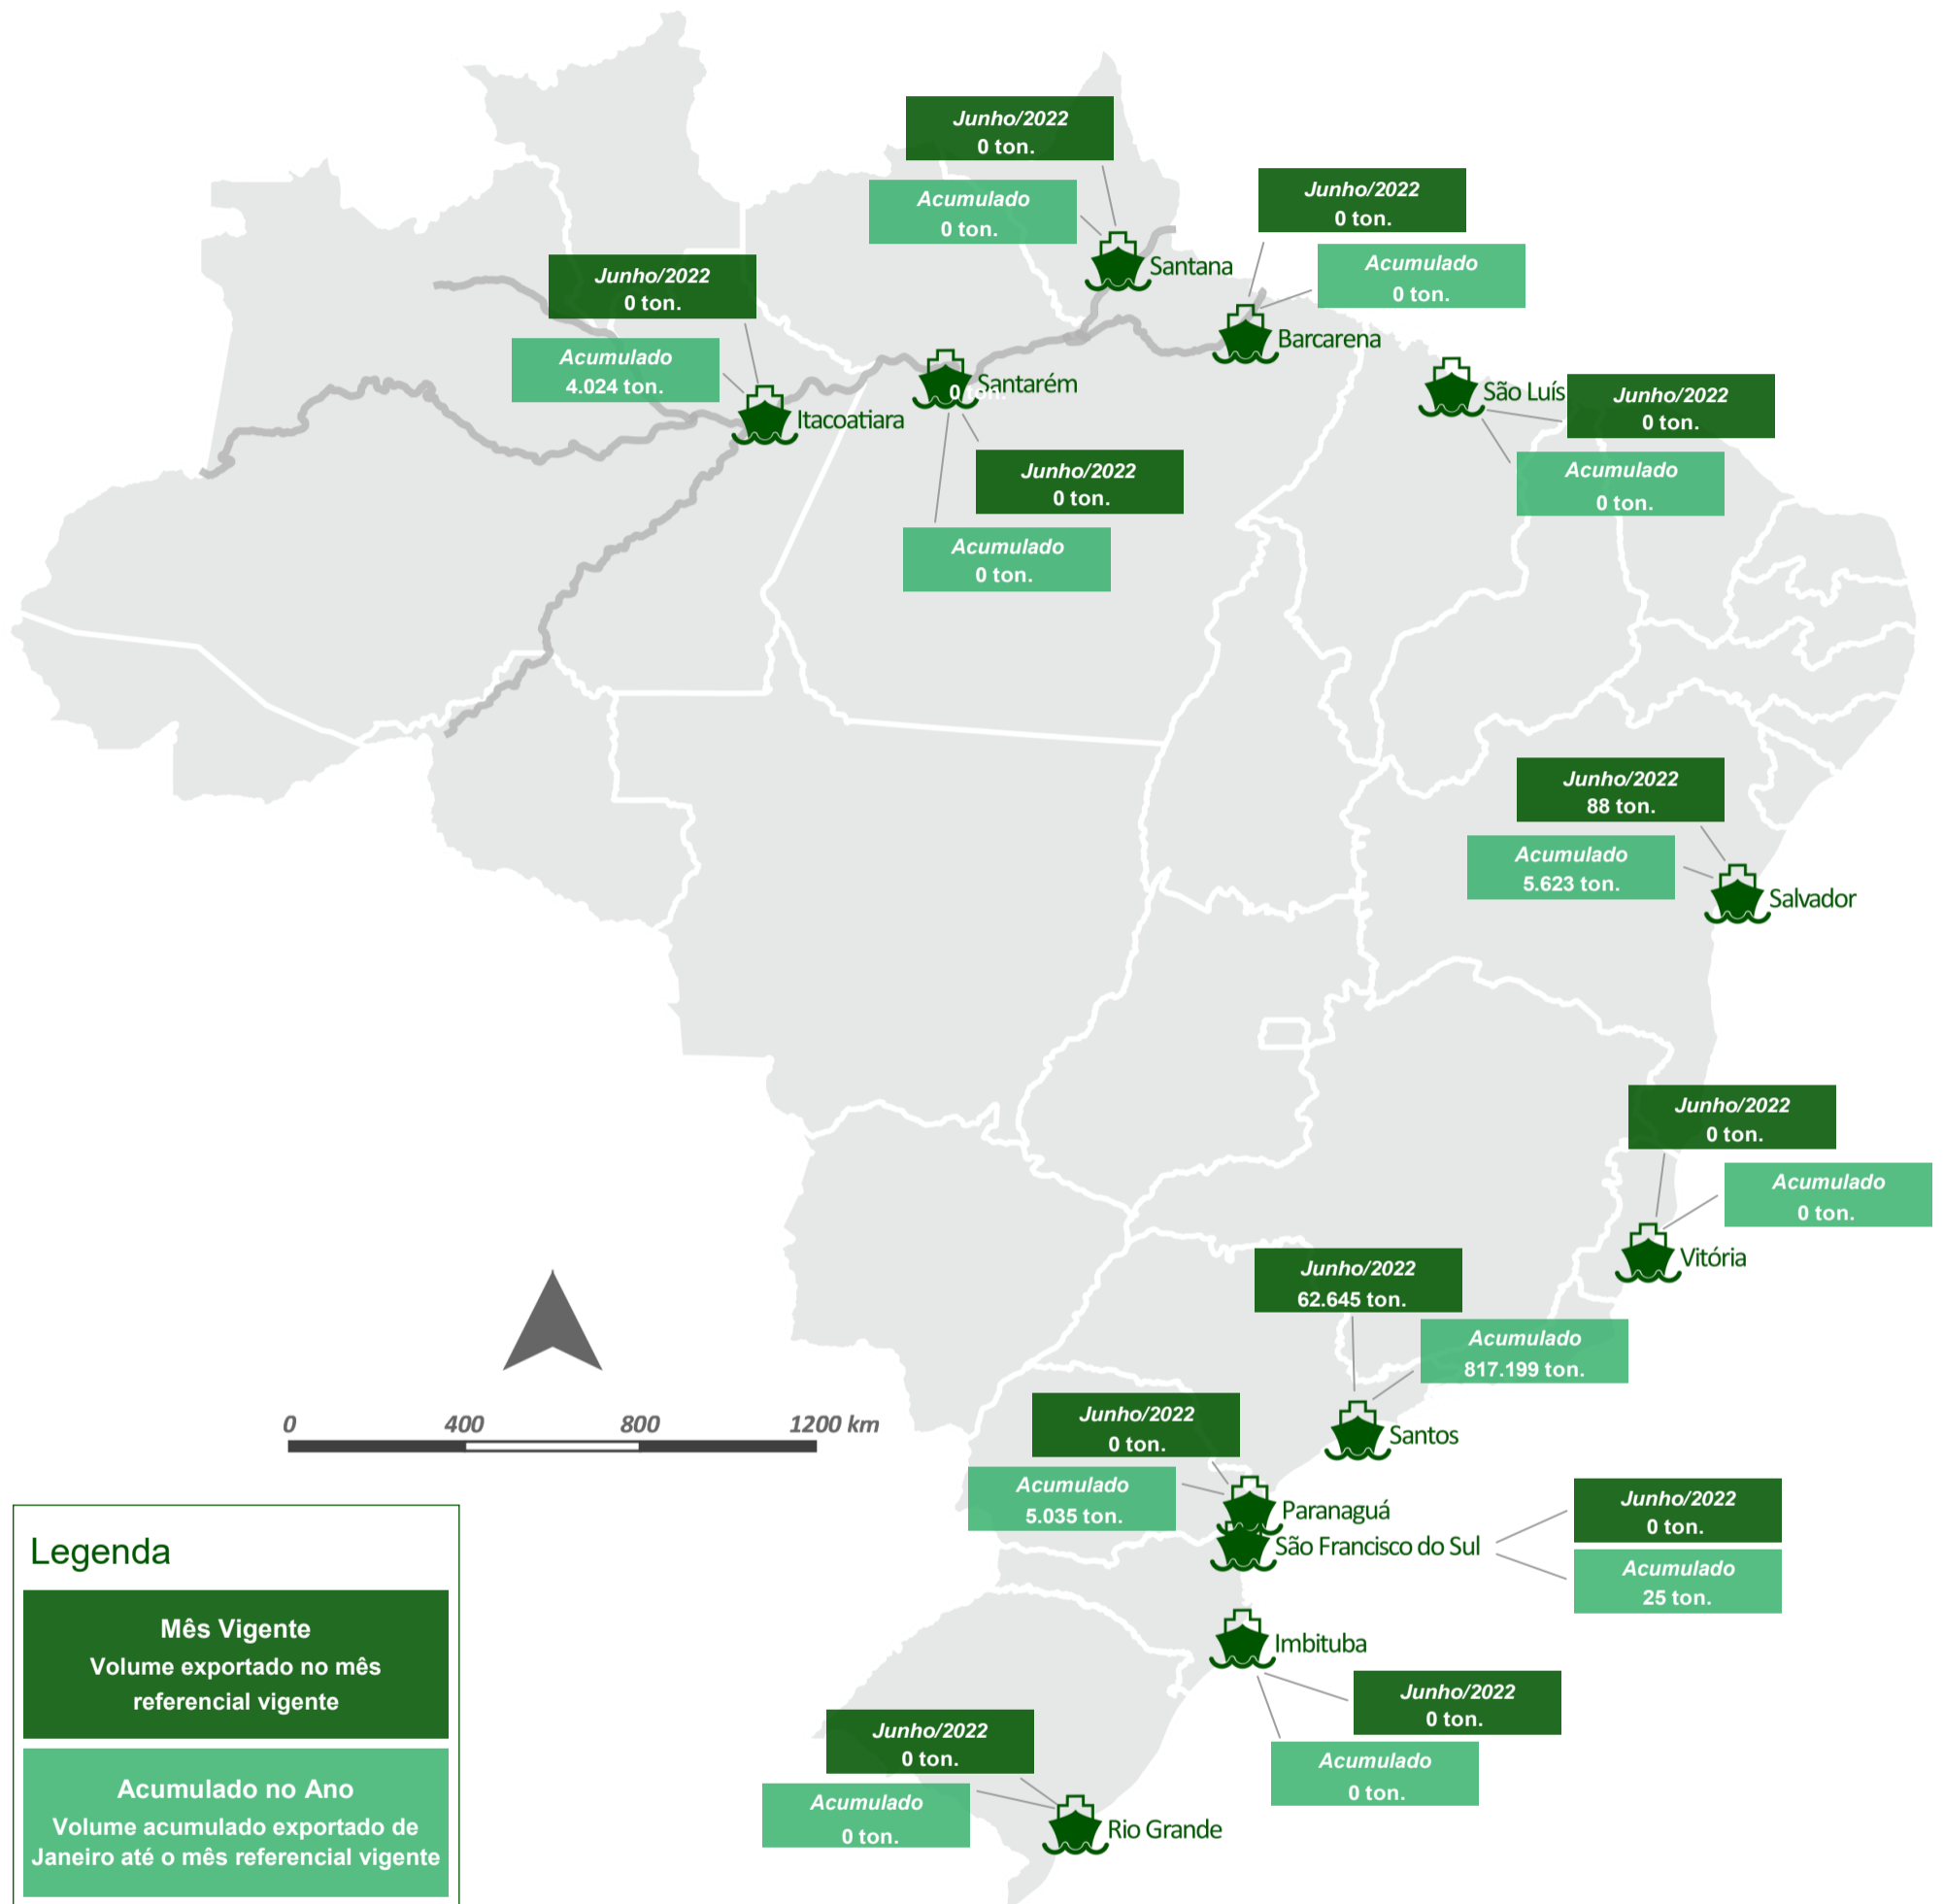 Junho/2022
0 ton.
Acumulado
0 ton.
Santana
Junho/2022
0 ton.
Acumulado
0 ton.
Barcarena
Junho/2022
0 ton.
Acumulado
4.024 ton.
Itacoatiara
Santarém
0 ton.
Junho/2022
0 ton.
Acumulado
0 ton.
São Luís
Junho/2022
0 ton.
Acumulado
0 ton.
Junho/2022
88 ton.
Acumulado
5.623 ton.
Salvador
Junho/2022
0 ton.
Acumulado
0 ton.
Vitória
Junho/2022
62.645 ton.
Acumulado
817.199 ton.
Santos
Junho/2022
0 ton.
Acumulado
5.035 ton.
Paranaguá
São Francisco do Sul
Junho/2022
0 ton.
Acumulado
25 ton.
Imbituba
Junho/2022
0 ton.
Acumulado
0 ton.
Junho/2022
0 ton.
Acumulado
0 ton.
Rio Grande
0 400 800 1200 km
Legenda
Mês Vigente
Volume exportado no mês
referencial vigente
Acumulado no Ano
Volume acumulado exportado de
Janeiro até o mês referencial vigente